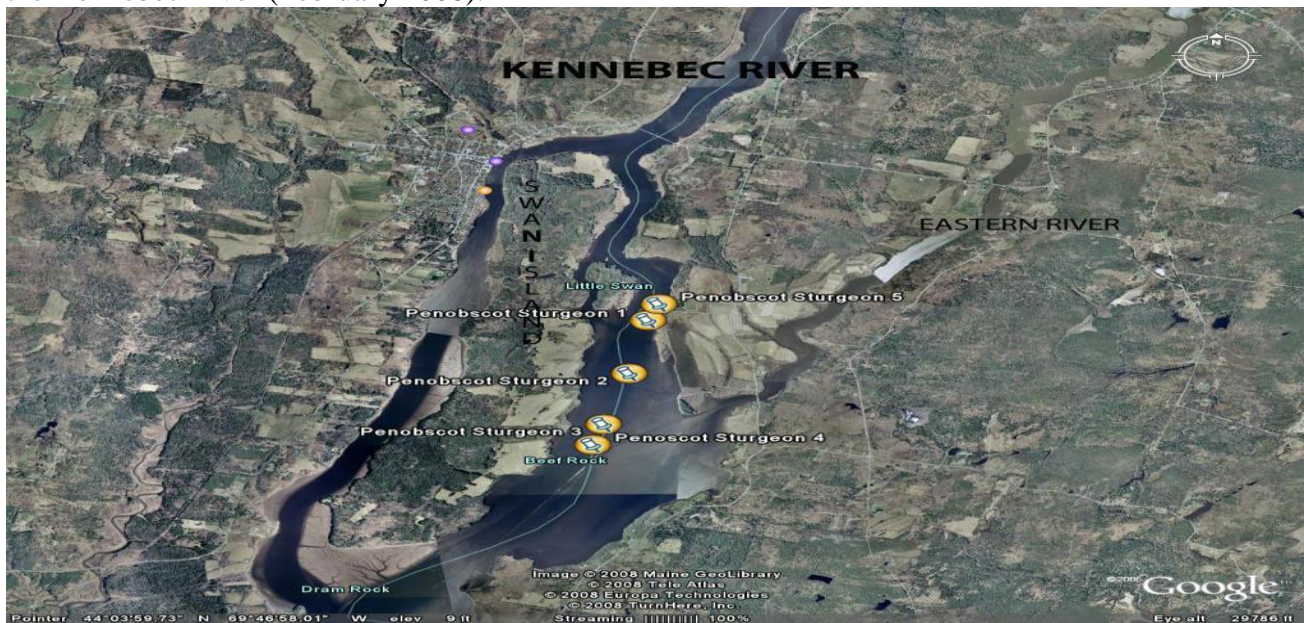 KENNEBEC RIVER
N
SWAN ISLAND
EASTERN RIVER
Little Swan
Penobscot Sturgeon 5
Penobscot Sturgeon 1
Penobscot Sturgeon 2
Penobscot Sturgeon 3
Penoscot Sturgeon 4
Beef Rock
Dram Rock
Image © 2008 Maine GeoLibrary
© 2008 Tele Atlas
© 2008 Europa Technologies
© 2008 TurnHere, Inc.
Google
Pointer 44°03'59.73" N 69°46'58.01" W elev 9 ft Streaming 100% Eye alt 29786 ft